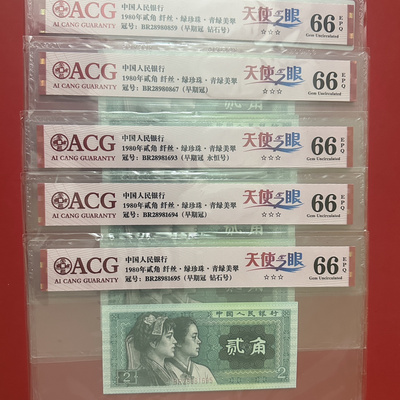 ACG
AI CANG GUARANTY
中国人民银行
1980年贰角 纤丝·绿珍珠·青绿美翠
冠号: BR28980859 (早期冠 钻石号)
天使之眼
☆☆☆
66 EPQ
Gem Uncirculated
ACG
AI CANG GUARANTY
中国人民银行
1980年贰角 纤丝·绿珍珠·青绿美翠
冠号: BR28980867 (早期冠)
天使之眼
☆☆☆
66 EPQ
Gem Uncirculated
ACG
AI CANG GUARANTY
中国人民银行
1980年贰角 纤丝·绿珍珠·青绿美翠
冠号: BR28981693 (早期冠 永恒号)
天使之眼
☆☆☆
66 EPQ
Gem Uncirculated
ACG
AI CANG GUARANTY
中国人民银行
1980年贰角 纤丝·绿珍珠·青绿美翠
冠号: BR28981694 (早期冠)
天使之眼
☆☆☆
66 EPQ
Gem Uncirculated
ACG
AI CANG GUARANTY
中国人民银行
1980年贰角 纤丝·绿珍珠·青绿美翠
冠号: BR28981695 (早期冠 钻石号)
天使之眼
☆☆☆
66 EPQ
Gem Uncirculated
中国人民银行
贰角
2
2